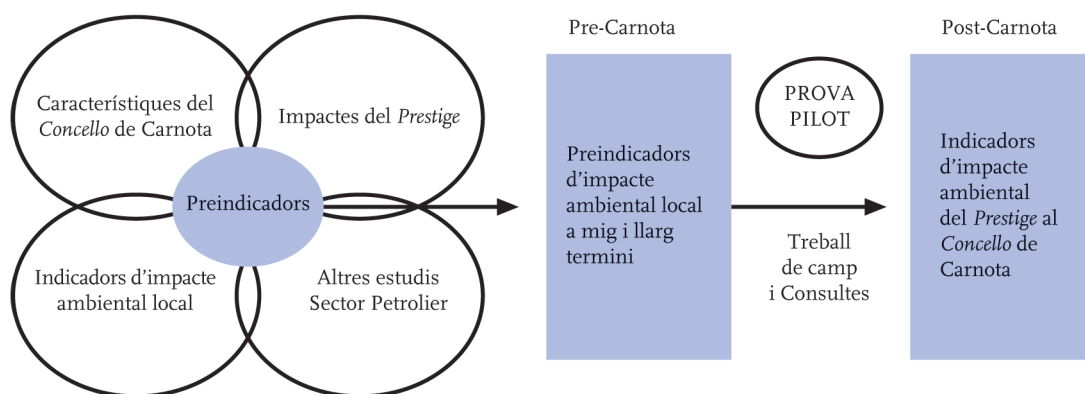 Característiques del
Concello de Carnota
Impactes del Prestige
Preindicadors
Indicadors d’impacte
ambiental local
Altres estudis
Sector Petrolier
Pre-Carnota
Preindicadors
d’impacte
ambiental local
a mig i llarg
termini
PROVA
PILOT
Treball
de camp
i Consultes
Post-Carnota
Indicadors
d’impacte
ambiental
del Prestige al
Concello de
Carnota